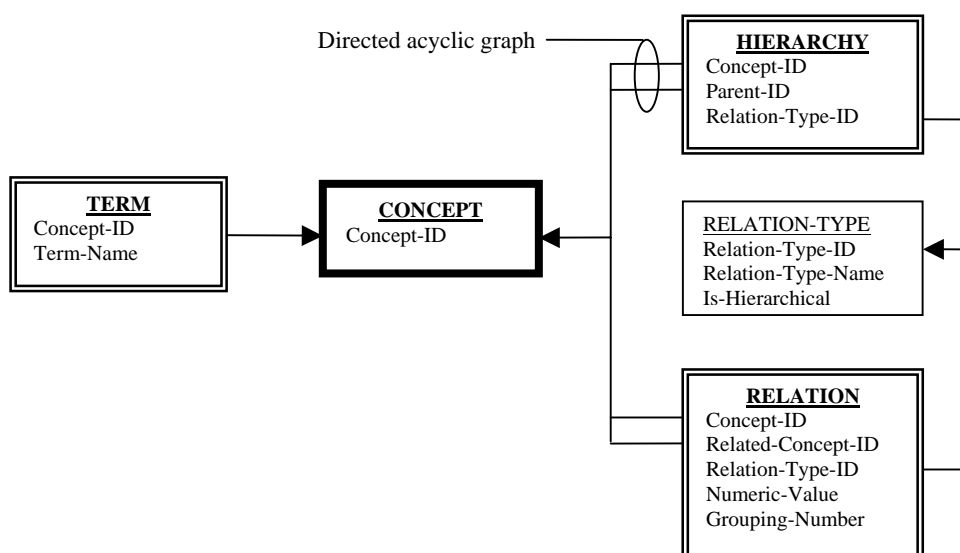 Directed acyclic graph
HIERARCHY
Concept-ID
Parent-ID
Relation-Type-ID
TERM
Concept-ID
Term-Name
CONCEPT
Concept-ID
RELATION-TYPE
Relation-Type-ID
Relation-Type-Name
Is-Hierarchical
RELATION
Concept-ID
Related-Concept-ID
Relation-Type-ID
Numeric-Value
Grouping-Number